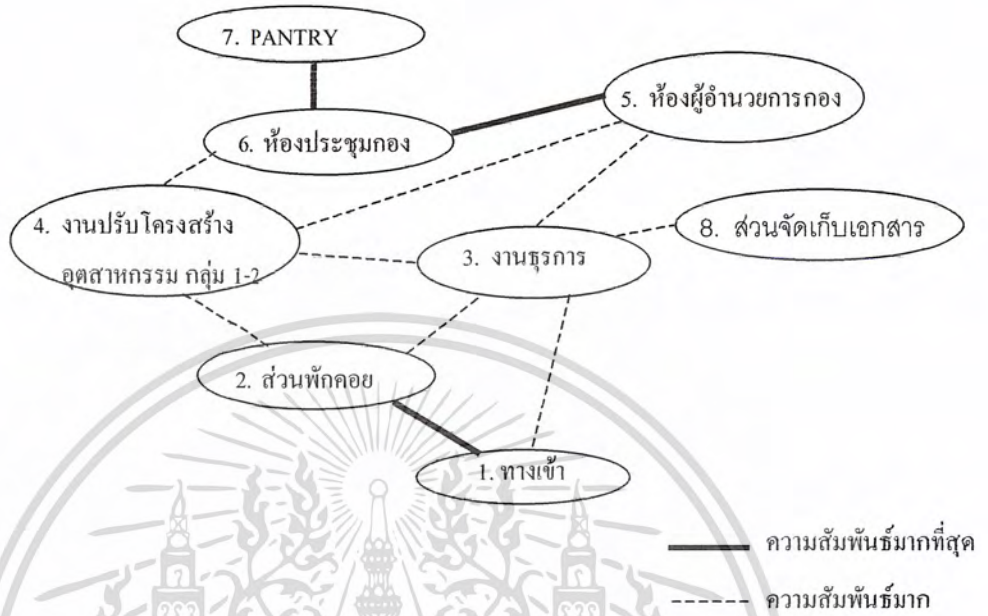 7. PANTRY
5. ห้องผู้อำนวยการกอง
6. ห้องประชุมกอง
4. งานปรับโครงสร้าง
อุตสาหกรรม กลุ่ม 1-2
3. งานธุรการ
8. ส่วนจัดเก็บเอกสาร
2. ส่วนพักคอย
1. ทางเข้า
ความสัมพันธ์มากที่สุด
ความสัมพันธ์มาก